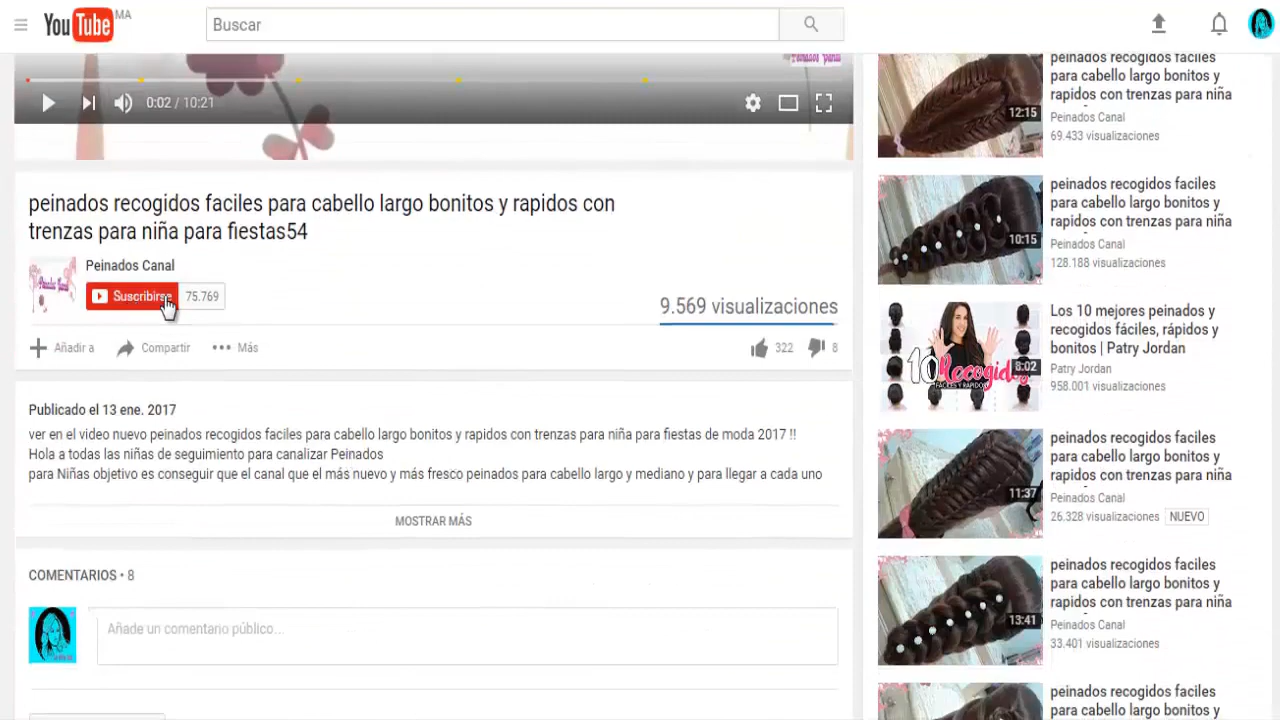 YouTube MA
Buscar
0:02 / 10:21
peinados recogidos faciles para cabello largo bonitos y rapidos con
trenzas para niña para fiestas54
Peinados Canal
Suscribirse 75.769
9.569 visualizaciones
Añadir a Compartir Más
322 8
Publicado el 13 ene. 2017
ver en el video nuevo peinados recogidos faciles para cabello largo bonitos y rapidos con trenzas para niña para fiestas de moda 2017 !!
Hola a todas las niñas de seguimiento para canalizar Peinados
para Niñas objetivo es conseguir que el canal que el más nuevo y más fresco peinados para cabello largo y mediano y para llegar a cada uno
MOSTRAR MÁS
COMENTARIOS • 8
Añade un comentario público...
peinados recogidos faciles
para cabello largo bonitos y
rapidos con trenzas para niña
12:15
Peinados Canal
69.433 visualizaciones
peinados recogidos faciles
para cabello largo bonitos y
rapidos con trenzas para niña
10:15
Peinados Canal
128.188 visualizaciones
Los 10 mejores peinados y
recogidos fáciles, rápidos y
bonitos | Patry Jordan
10 Recogidos
FÁCILES Y RÁPIDOS
8:02
Patry Jordan
958.001 visualizaciones
peinados recogidos faciles
para cabello largo bonitos y
rapidos con trenzas para niña
11:37
Peinados Canal
26.328 visualizaciones NUEVO
peinados recogidos faciles
para cabello largo bonitos y
rapidos con trenzas para niña
13:41
Peinados Canal
33.401 visualizaciones
peinados recogidos faciles
para cabello largo bonitos y